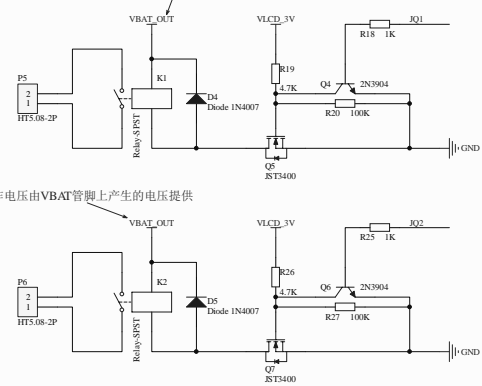 VBAT_OUT
VLCD_3V
JQ1
R18 1K
R19
4.7K
Q4
2N3904
R20 100K
P5
2
1
HT5.08-2P
K1
D4
Diode 1N4007
Relay-SPST
GND
Q5
JST3400
作电压由VBAT管脚上产生的电压提供
VBAT_OUT
VLCD_3V
JQ2
R25 1K
R26
4.7K
Q6
2N3904
R27 100K
P6
2
1
HT5.08-2P
K2
D5
Diode 1N4007
Relay-SPST
GND
Q7
JST3400